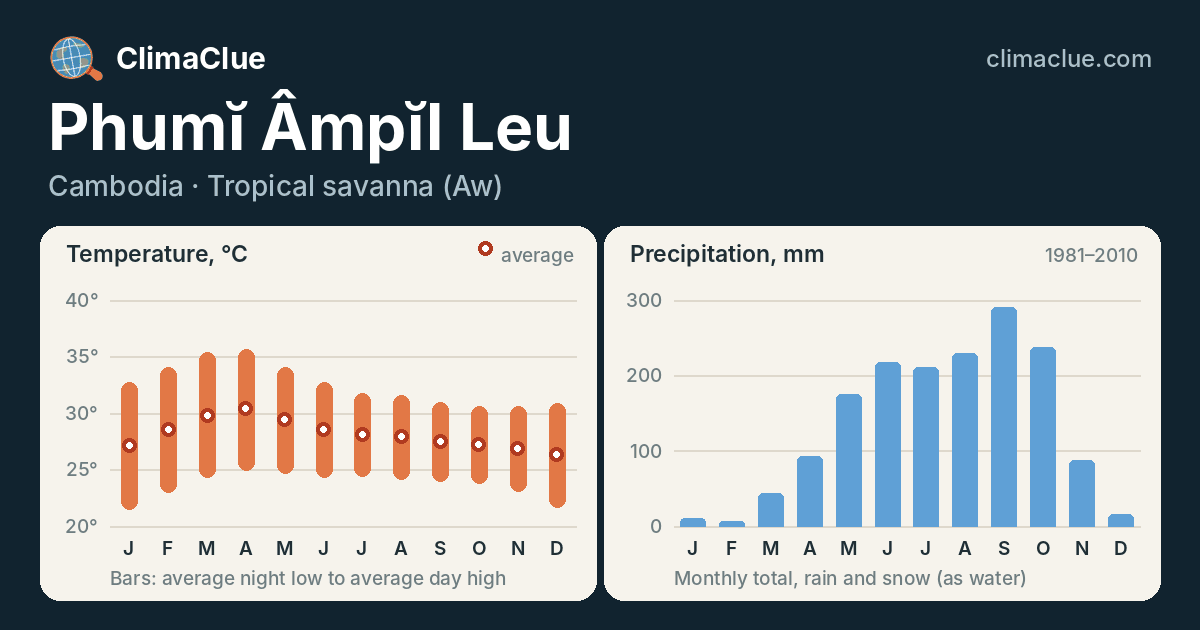 ClimaClue
climaclue.com
Phumĭ Âmpĭl Leu
Cambodia · Tropical savanna (Aw)
Temperature, °C
average
40°
35°
30°
25°
20°
J F M A M J J A S O N D
Bars: average night low to average day high
Precipitation, mm
1981–2010
300
200
100
0
J F M A M J J A S O N D
Monthly total, rain and snow (as water)